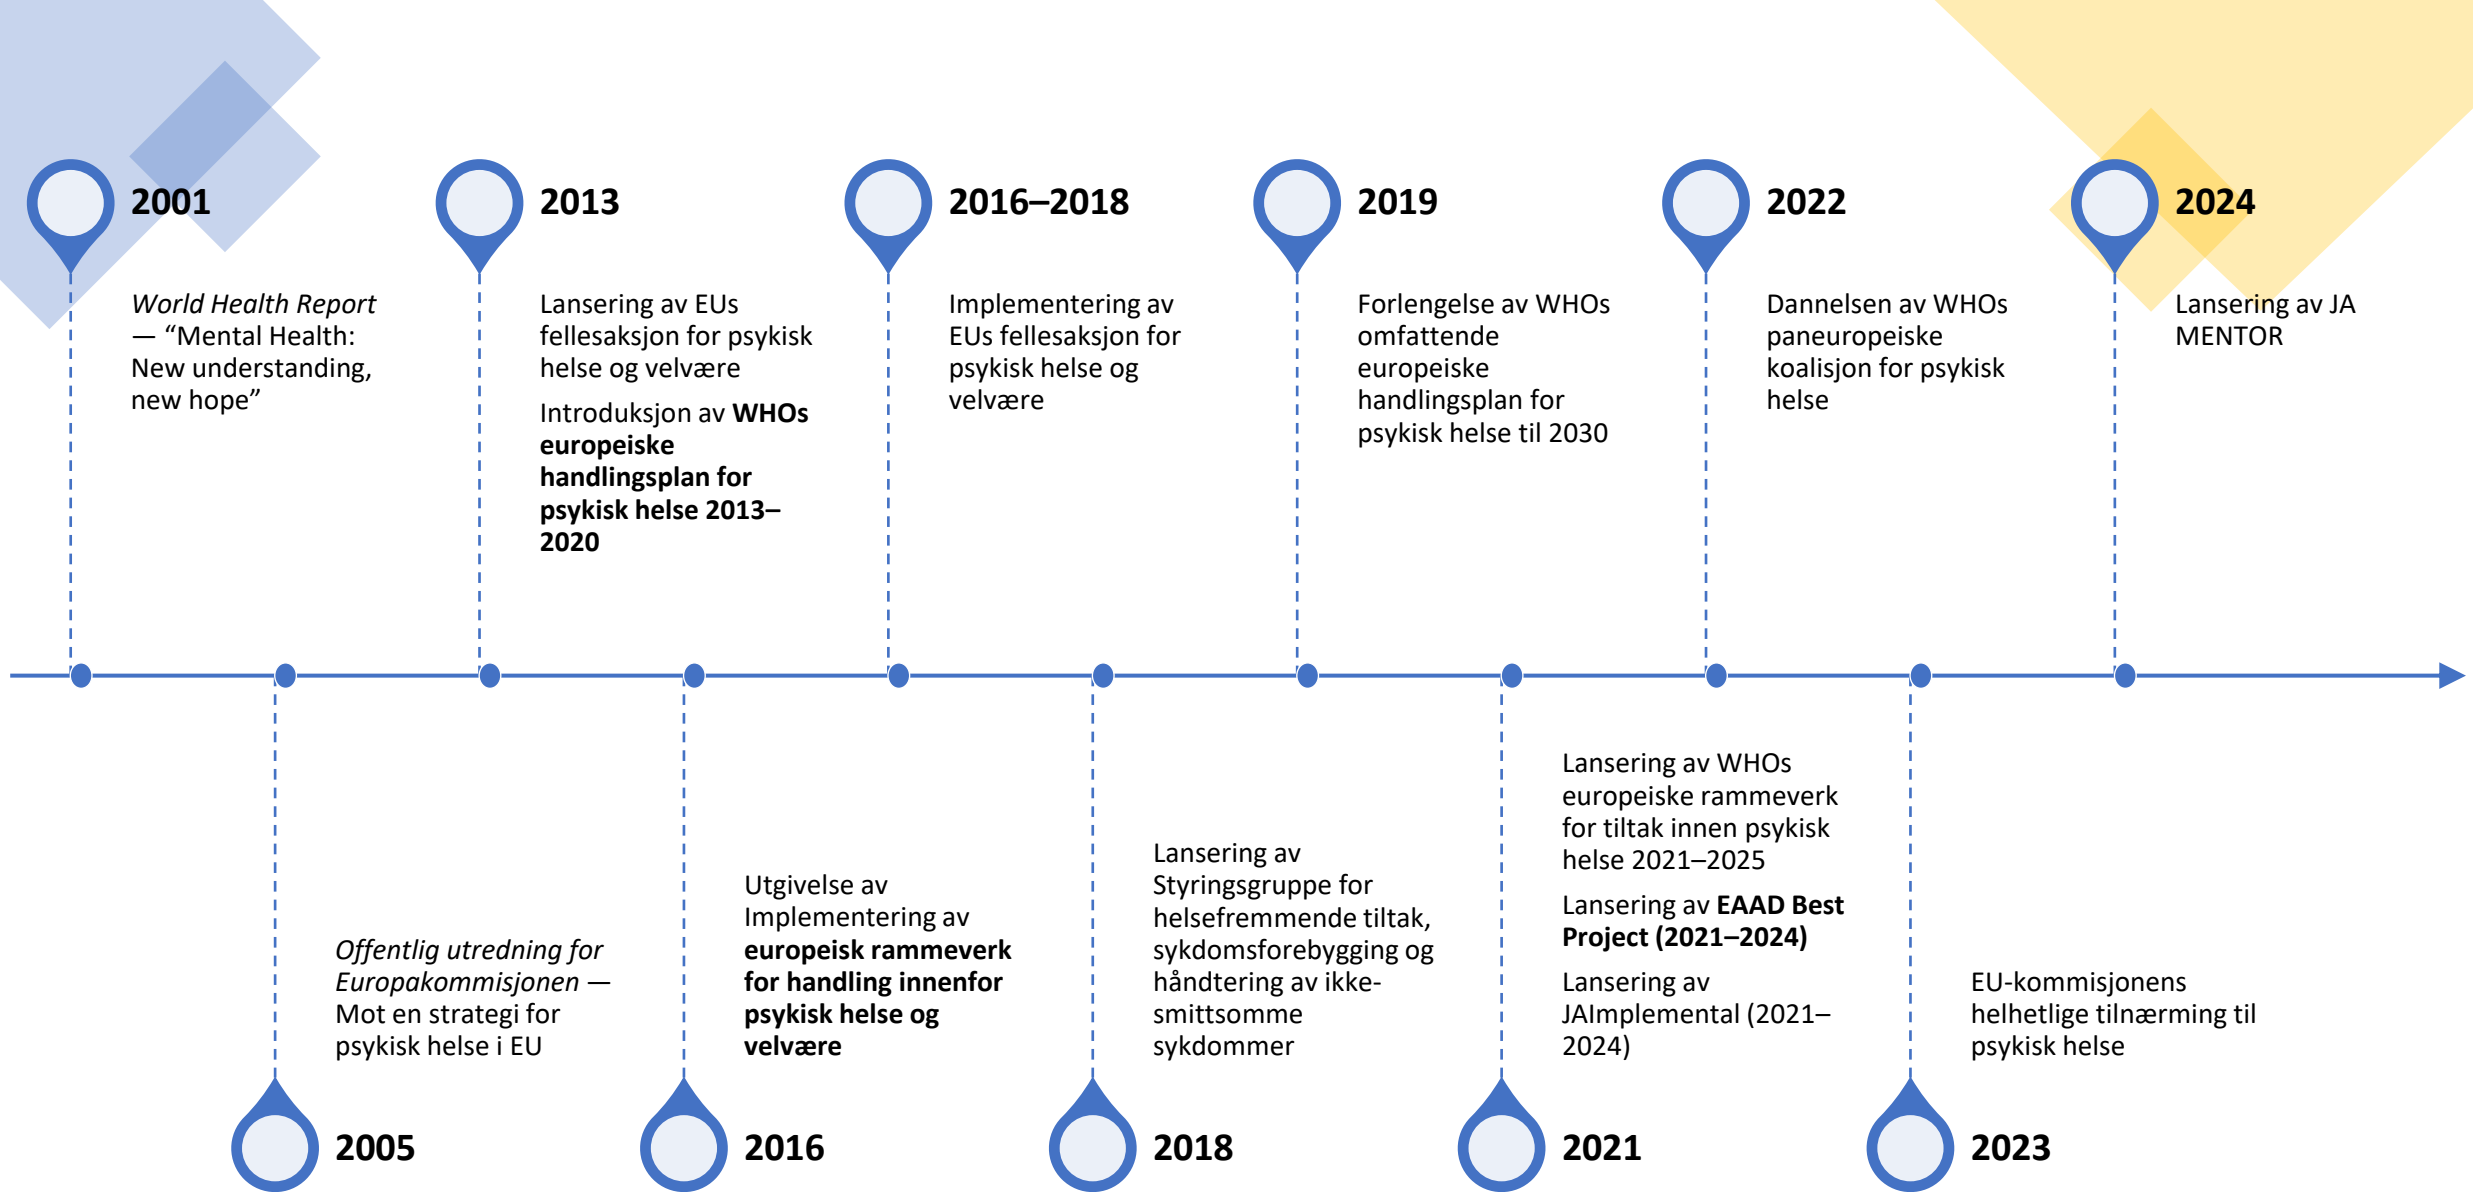 2001
World Health Report
— “Mental Health:
New understanding,
new hope”
2013
Lansering av EUs
fellesaksjon for psykisk
helse og velvære
Introduksjon av WHOs
europeiske
handlingsplan for
psykisk helse 2013–
2020
2016–2018
Implementering av
EUs fellesaksjon for
psykisk helse og
velvære
2019
Forlengelse av WHOs
omfattende
europeiske
handlingsplan for
psykisk helse til 2030
2022
Dannelsen av WHOs
paneuropeiske
koalisjon for psykisk
helse
2024
Lansering av JA
MENTOR
Offentlig utredning for
Europakommisjonen —
Mot en strategi for
psykisk helse i EU
2005
Utgivelse av
Implementering av
europeisk rammeverk
for handling innenfor
psykisk helse og
velvære
2016
Lansering av
Styringsgruppe for
helsefremmende tiltak,
sykdomsforebygging og
håndtering av ikke-
smittsomme
sykdommer
2018
Lansering av WHOs
europeiske rammeverk
for tiltak innen psykisk
helse 2021–2025
Lansering av EAAD Best
Project (2021–2024)
Lansering av
JAImplemental (2021–
2024)
2021
EU-kommisjonens
helhetlige tilnærming til
psykisk helse
2023